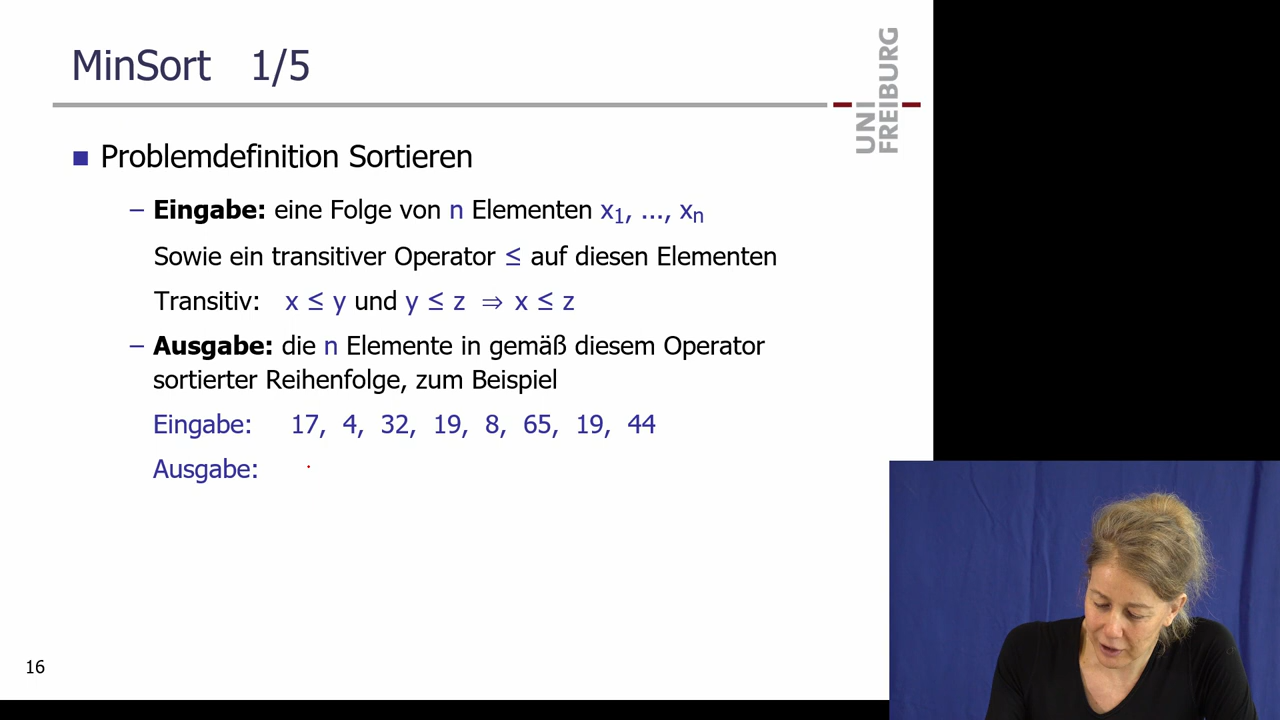 MinSort 1/5
UNI
FREIBURG
■ Problemdefinition Sortieren
– Eingabe: eine Folge von n Elementen x₁, ..., xₙ
Sowie ein transitiver Operator ≤ auf diesen Elementen
Transitiv: x ≤ y und y ≤ z ⇒ x ≤ z
– Ausgabe: die n Elemente in gemäß diesem Operator
sortierter Reihenfolge, zum Beispiel
Eingabe: 17, 4, 32, 19, 8, 65, 19, 44
Ausgabe:
16